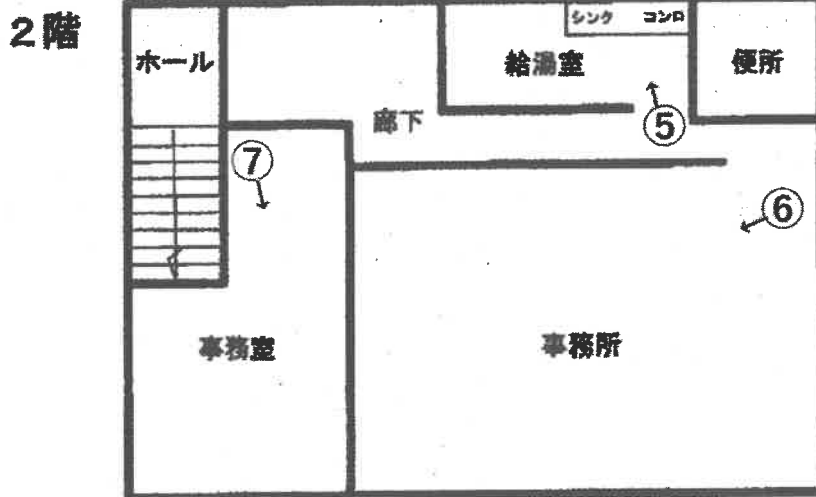 2階
シンク コンロ
ホール
給湯室
便所
廊下
⑤
⑦
⑥
事務室
事務所